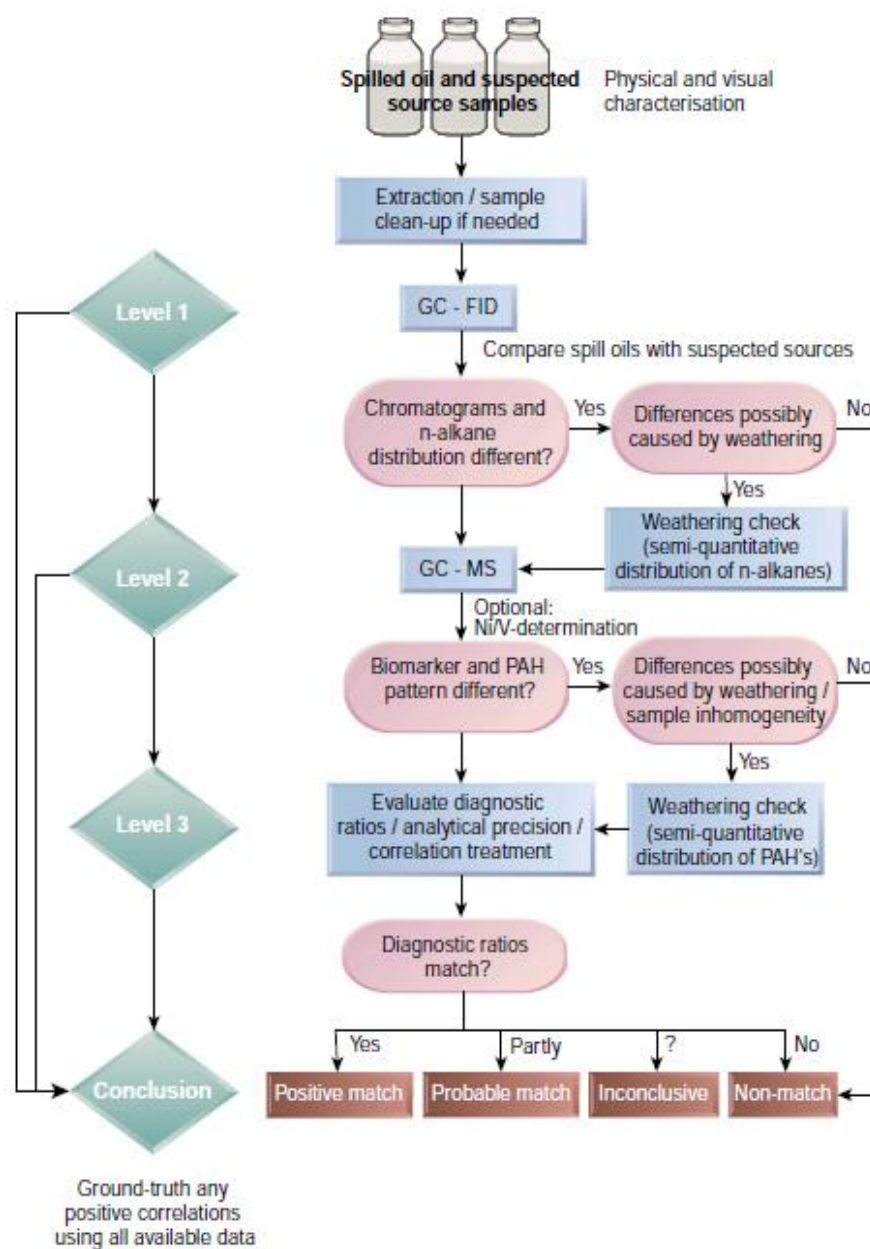 Spilled oil and suspected
source samples
Physical and visual
characterisation
Extraction / sample
clean-up if needed
Level 1
GC - FID
Compare spill oils with suspected sources
Chromatograms and
n-alkane
distribution different?
Yes
Differences possibly
caused by weathering
No
Yes
Weathering check
(semi-quantitative
distribution of n-alkanes)
Level 2
GC - MS
Optional:
Ni/V-determination
Biomarker and PAH
pattern different?
Yes
Differences possibly
caused by weathering /
sample inhomogeneity
No
Yes
Level 3
Evaluate diagnostic
ratios / analytical precision /
correlation treatment
Weathering check
(semi-quantitative
distribution of PAH's)
Diagnostic ratios
match?
Yes
Partly
?
No
Conclusion
Positive match
Probable match
Inconclusive
Non-match
Ground-truth any
positive correlations
using all available data